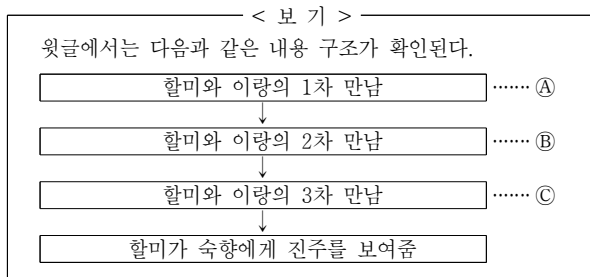 < 보 기 >
윗글에서는 다음과 같은 내용 구조가 확인된다.
할미와 이랑의 1차 만남 ······· Ⓐ
↓
할미와 이랑의 2차 만남 ······· Ⓑ
↓
할미와 이랑의 3차 만남 ······· Ⓒ
↓
할미가 숙향에게 진주를 보여줌